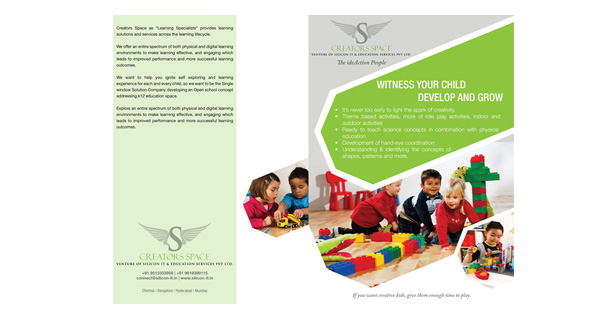 Creators Space as "Learning Specialists" provides learning
solutions and services across the learning lifecycle.
We offer an entire spectrum of both physical and digital learning
environments to make learning effective, and engaging which
leads to improved performance and more successful learning
outcomes.
We want to help you ignite self exploring and learning
experience for each and every child, so we want to be the Single
window Solution Company developing an Open school concept
addressing k12 education space.
Explore an entire spectrum of both physical and digital learning
environments to make learning effective, and engaging which
leads to improved performance and more successful learning
outcomes.
S
CREATORS SPACE
VENTURE OF SILICON IT & EDUCATION SERVICES PVT LTD.
connect@silicon-it.in | www.silicon-it.in
Chennai | Bangalore | Hyderabad | Mumbai
S
CREATORS SPACE
VENTURE OF SILICON IT & EDUCATION SERVICES PVT LTD.
The ideAction People
WITNESS YOUR CHILD
DEVELOP AND GROW
• It's never too early to light the spark of creativity.
• Theme based activities, more of role play activities, indoor and
outdoor activities
• Ready to teach science concepts in combination with physical
education.
• Development of hand-eye coordination
• Understanding & identifying the concepts of
shapes, patterns and more.
If you want creative kids, give them enough time to play.